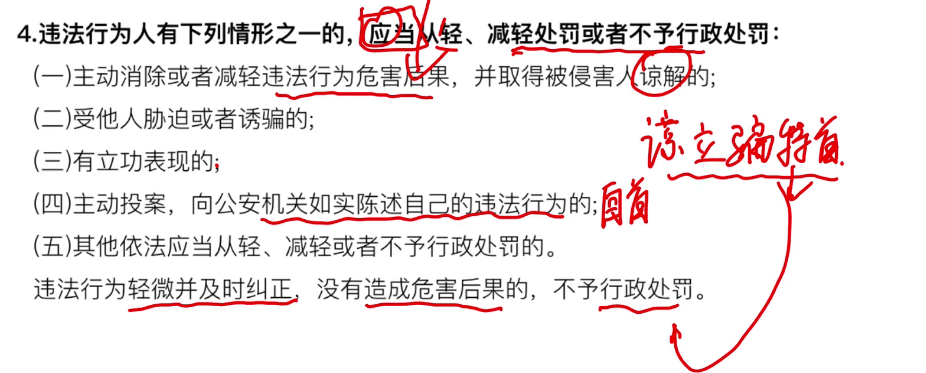 4.违法行为人有下列情形之一的，应当从轻、减轻处罚或者不予行政处罚：
(一)主动消除或者减轻违法行为危害后果，并取得被侵害人谅解的;
(二)受他人胁迫或者诱骗的;
谅立骗特首
(三)有立功表现的;
(四)主动投案，向公安机关如实陈述自己的违法行为的;
自首
(五)其他依法应当从轻、减轻或者不予行政处罚的。
违法行为轻微并及时纠正，没有造成危害后果的，不予行政处罚。